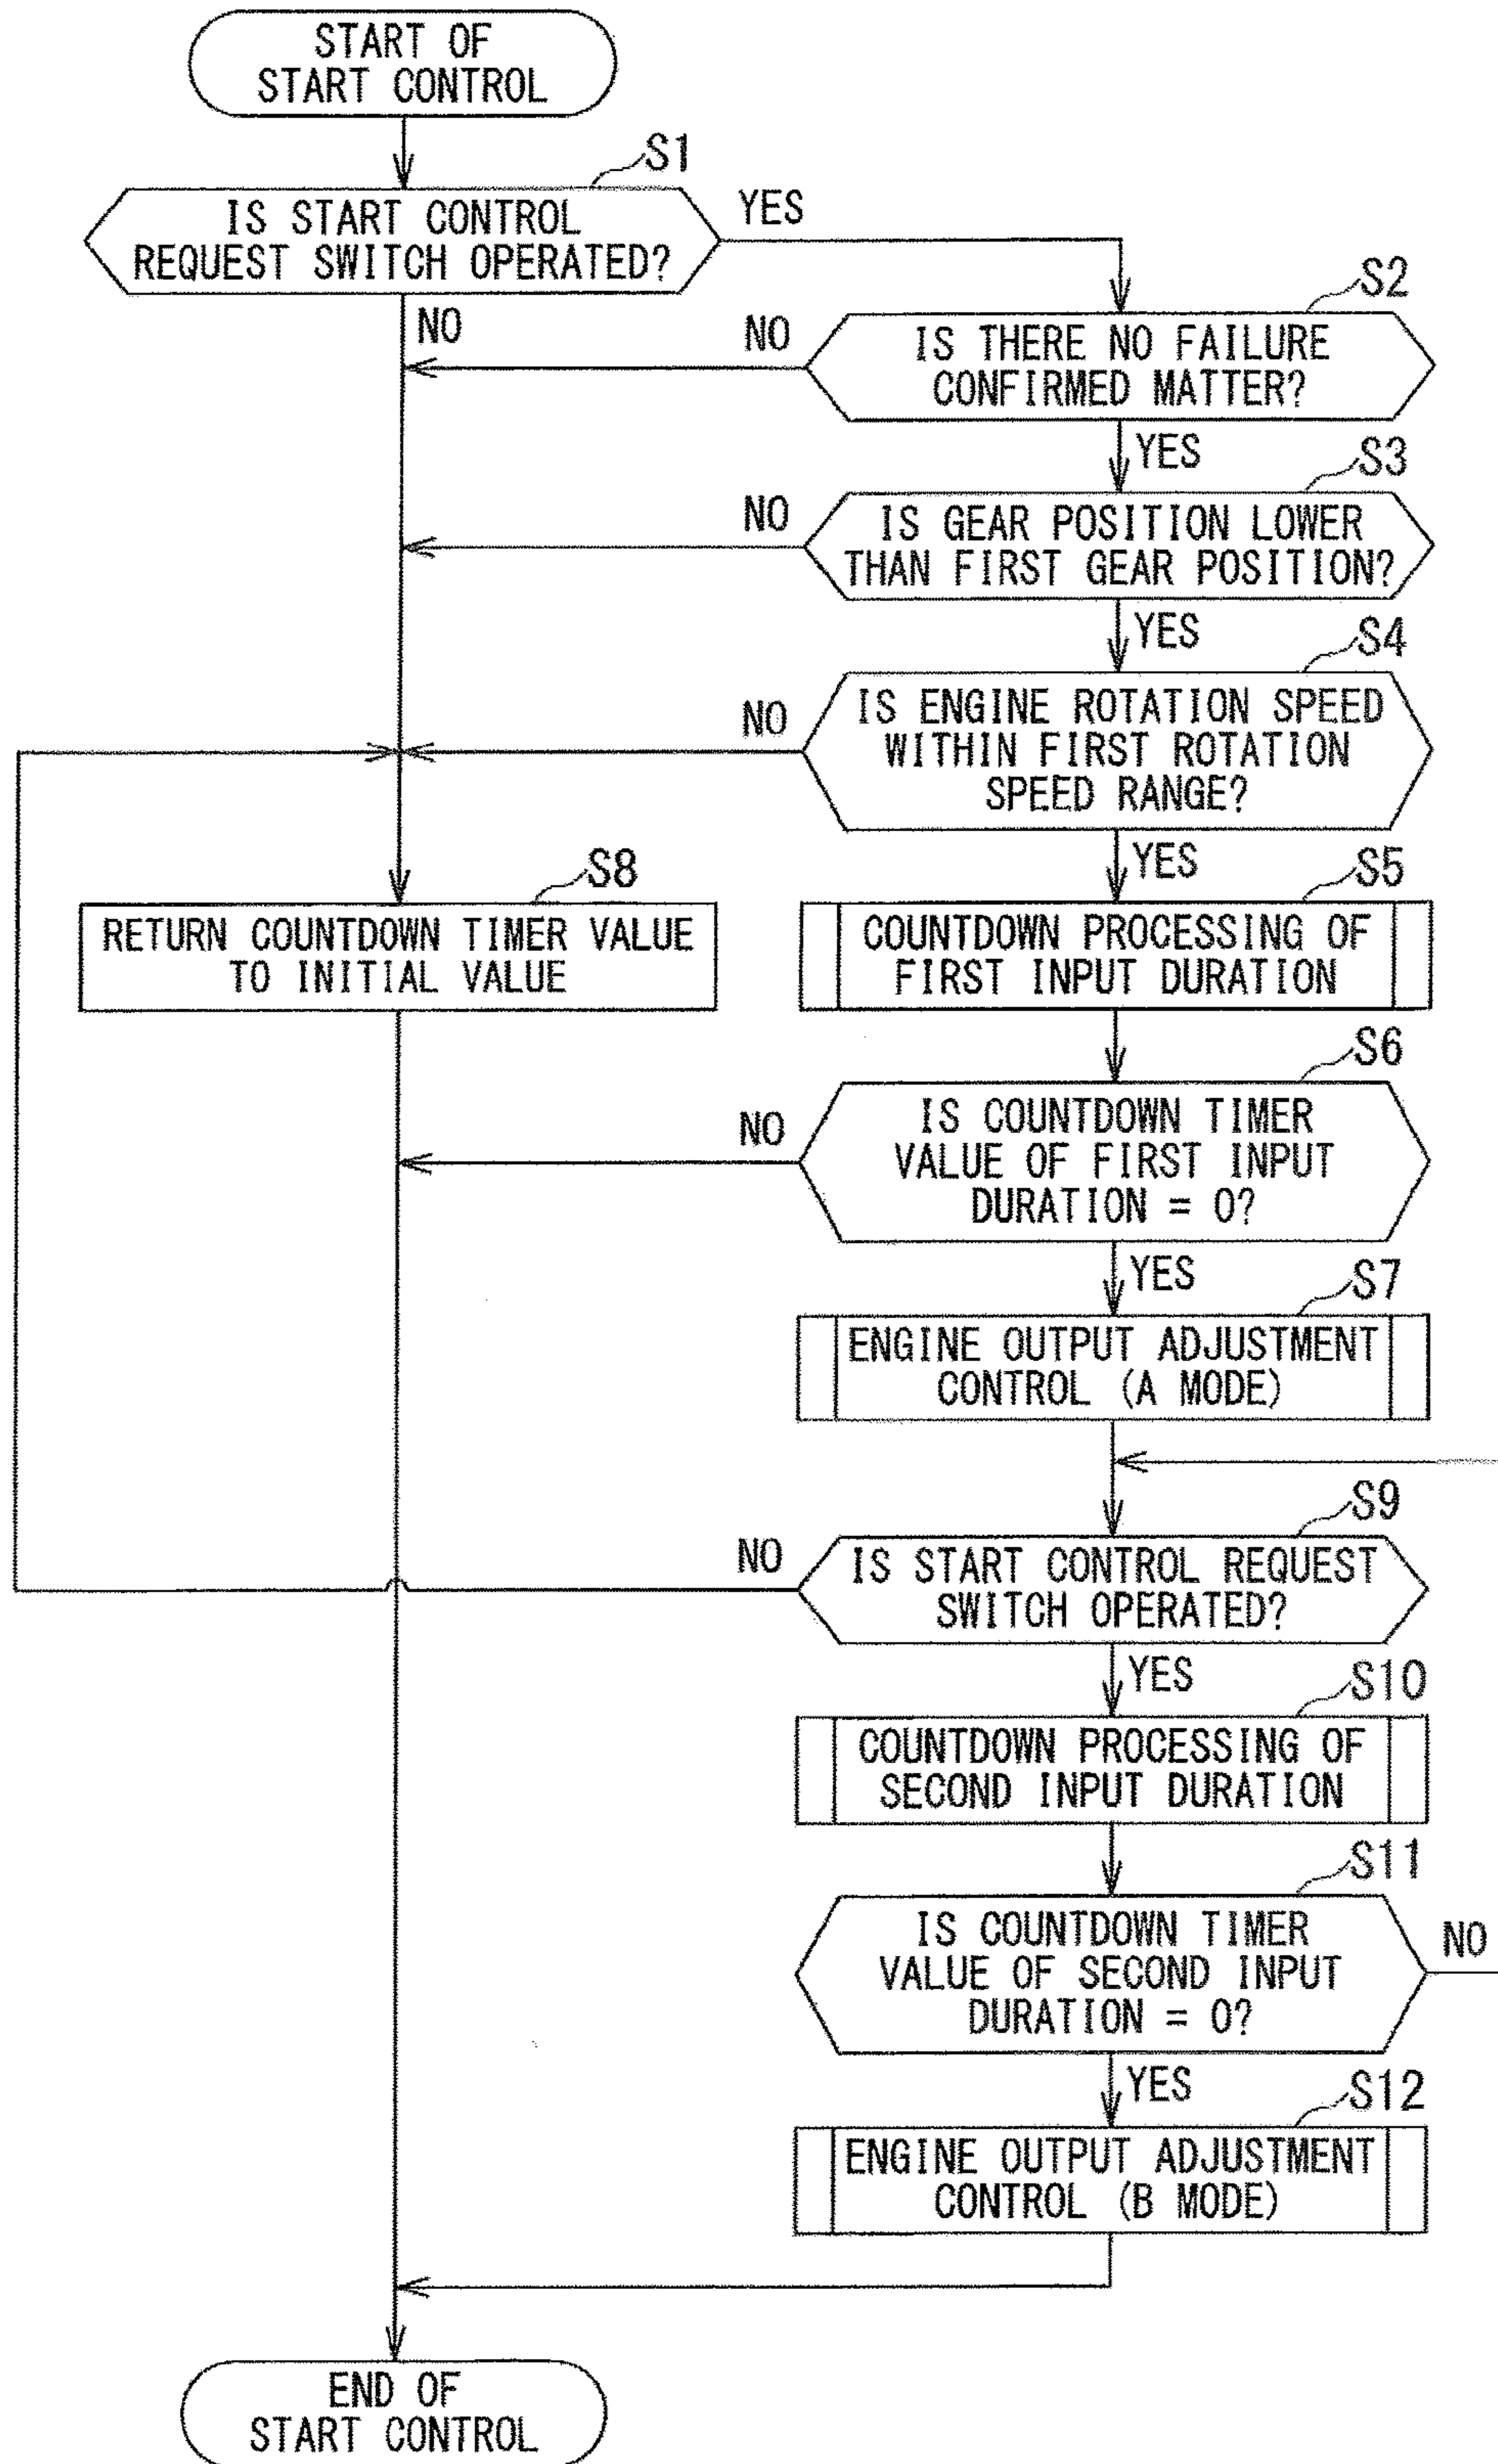 START OF
START CONTROL
S1
IS START CONTROL
REQUEST SWITCH OPERATED?
YES
NO
S2
IS THERE NO FAILURE
CONFIRMED MATTER?
NO
YES
S3
IS GEAR POSITION LOWER
THAN FIRST GEAR POSITION?
NO
YES
S4
IS ENGINE ROTATION SPEED
WITHIN FIRST ROTATION
SPEED RANGE?
NO
YES
S8
RETURN COUNTDOWN TIMER VALUE
TO INITIAL VALUE
S5
COUNTDOWN PROCESSING OF
FIRST INPUT DURATION
S6
IS COUNTDOWN TIMER
VALUE OF FIRST INPUT
DURATION = 0?
NO
YES
S7
ENGINE OUTPUT ADJUSTMENT
CONTROL (A MODE)
S9
IS START CONTROL REQUEST
SWITCH OPERATED?
NO
YES
S10
COUNTDOWN PROCESSING OF
SECOND INPUT DURATION
S11
IS COUNTDOWN TIMER
VALUE OF SECOND INPUT
DURATION = 0?
NO
YES
S12
ENGINE OUTPUT ADJUSTMENT
CONTROL (B MODE)
END OF
START CONTROL